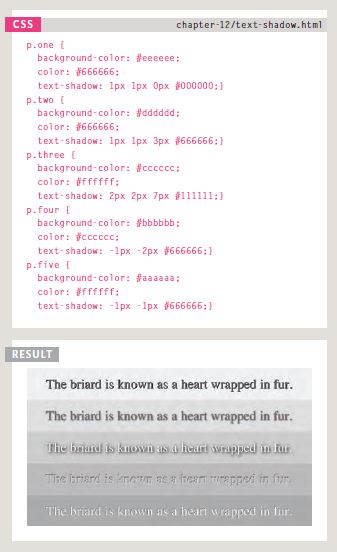 CSS
chapter-12/text-shadow.html
p.one {
background-color: #eeeeee;
color: #666666;
text-shadow: 1px 1px 0px #000000;}
p.two {
background-color: #dddddd;
color: #666666;
text-shadow: 1px 1px 3px #666666;}
p.three {
background-color: #cccccc;
color: #ffffff;
text-shadow: 2px 2px 7px #111111;}
p.four {
background-color: #bbbbbb;
color: #cccccc;
text-shadow: -1px -2px #666666;}
p.five {
background-color: #aaaaaa;
color: #ffffff;
text-shadow: -1px -1px #666666;}
RESULT
The briard is known as a heart wrapped in fur.
The briard is known as a heart wrapped in fur.
The briard is known as a heart wrapped in fur.
The briard is known as a heart wrapped in fur.
The briard is known as a heart wrapped in fur.